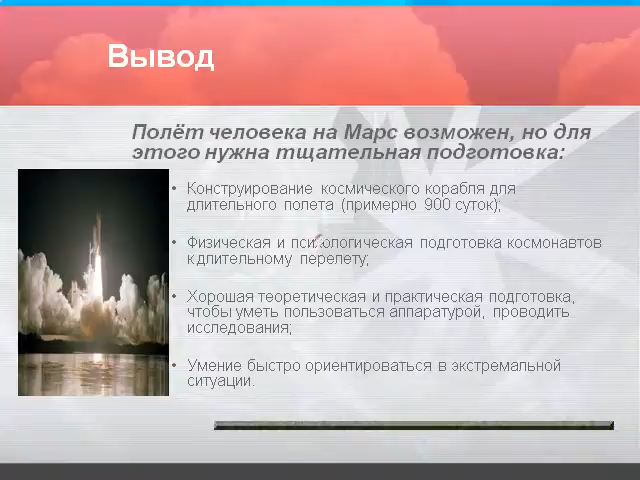 Вывод
Полёт человека на Марс возможен, но для
этого нужна тщательная подготовка:
• Конструирование космического корабля для
длительного полета (примерно 900 суток);
• Физическая и психологическая подготовка космонавтов
к длительному перелету;
• Хорошая теоретическая и практическая подготовка,
чтобы уметь пользоваться аппаратурой, проводить
исследования;
• Умение быстро ориентироваться в экстремальной
ситуации.